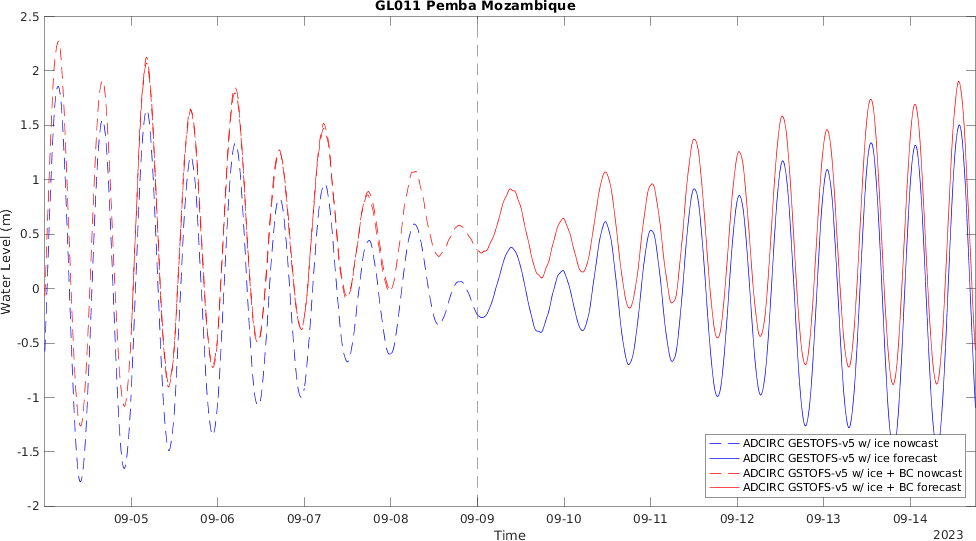 GL011 Pemba Mozambique
2.5
2
1.5
1
0.5
0
-0.5
-1
-1.5
-2
Water Level (m)
ADCIRC GESTOFS-v5 w/ ice nowcast
ADCIRC GESTOFS-v5 w/ ice forecast
ADCIRC GSTOFS-v5 w/ ice + BC nowcast
ADCIRC GSTOFS-v5 w/ ice + BC forecast
09-05 09-06 09-07 09-08 09-09 09-10 09-11 09-12 09-13 09-14
Time
2023